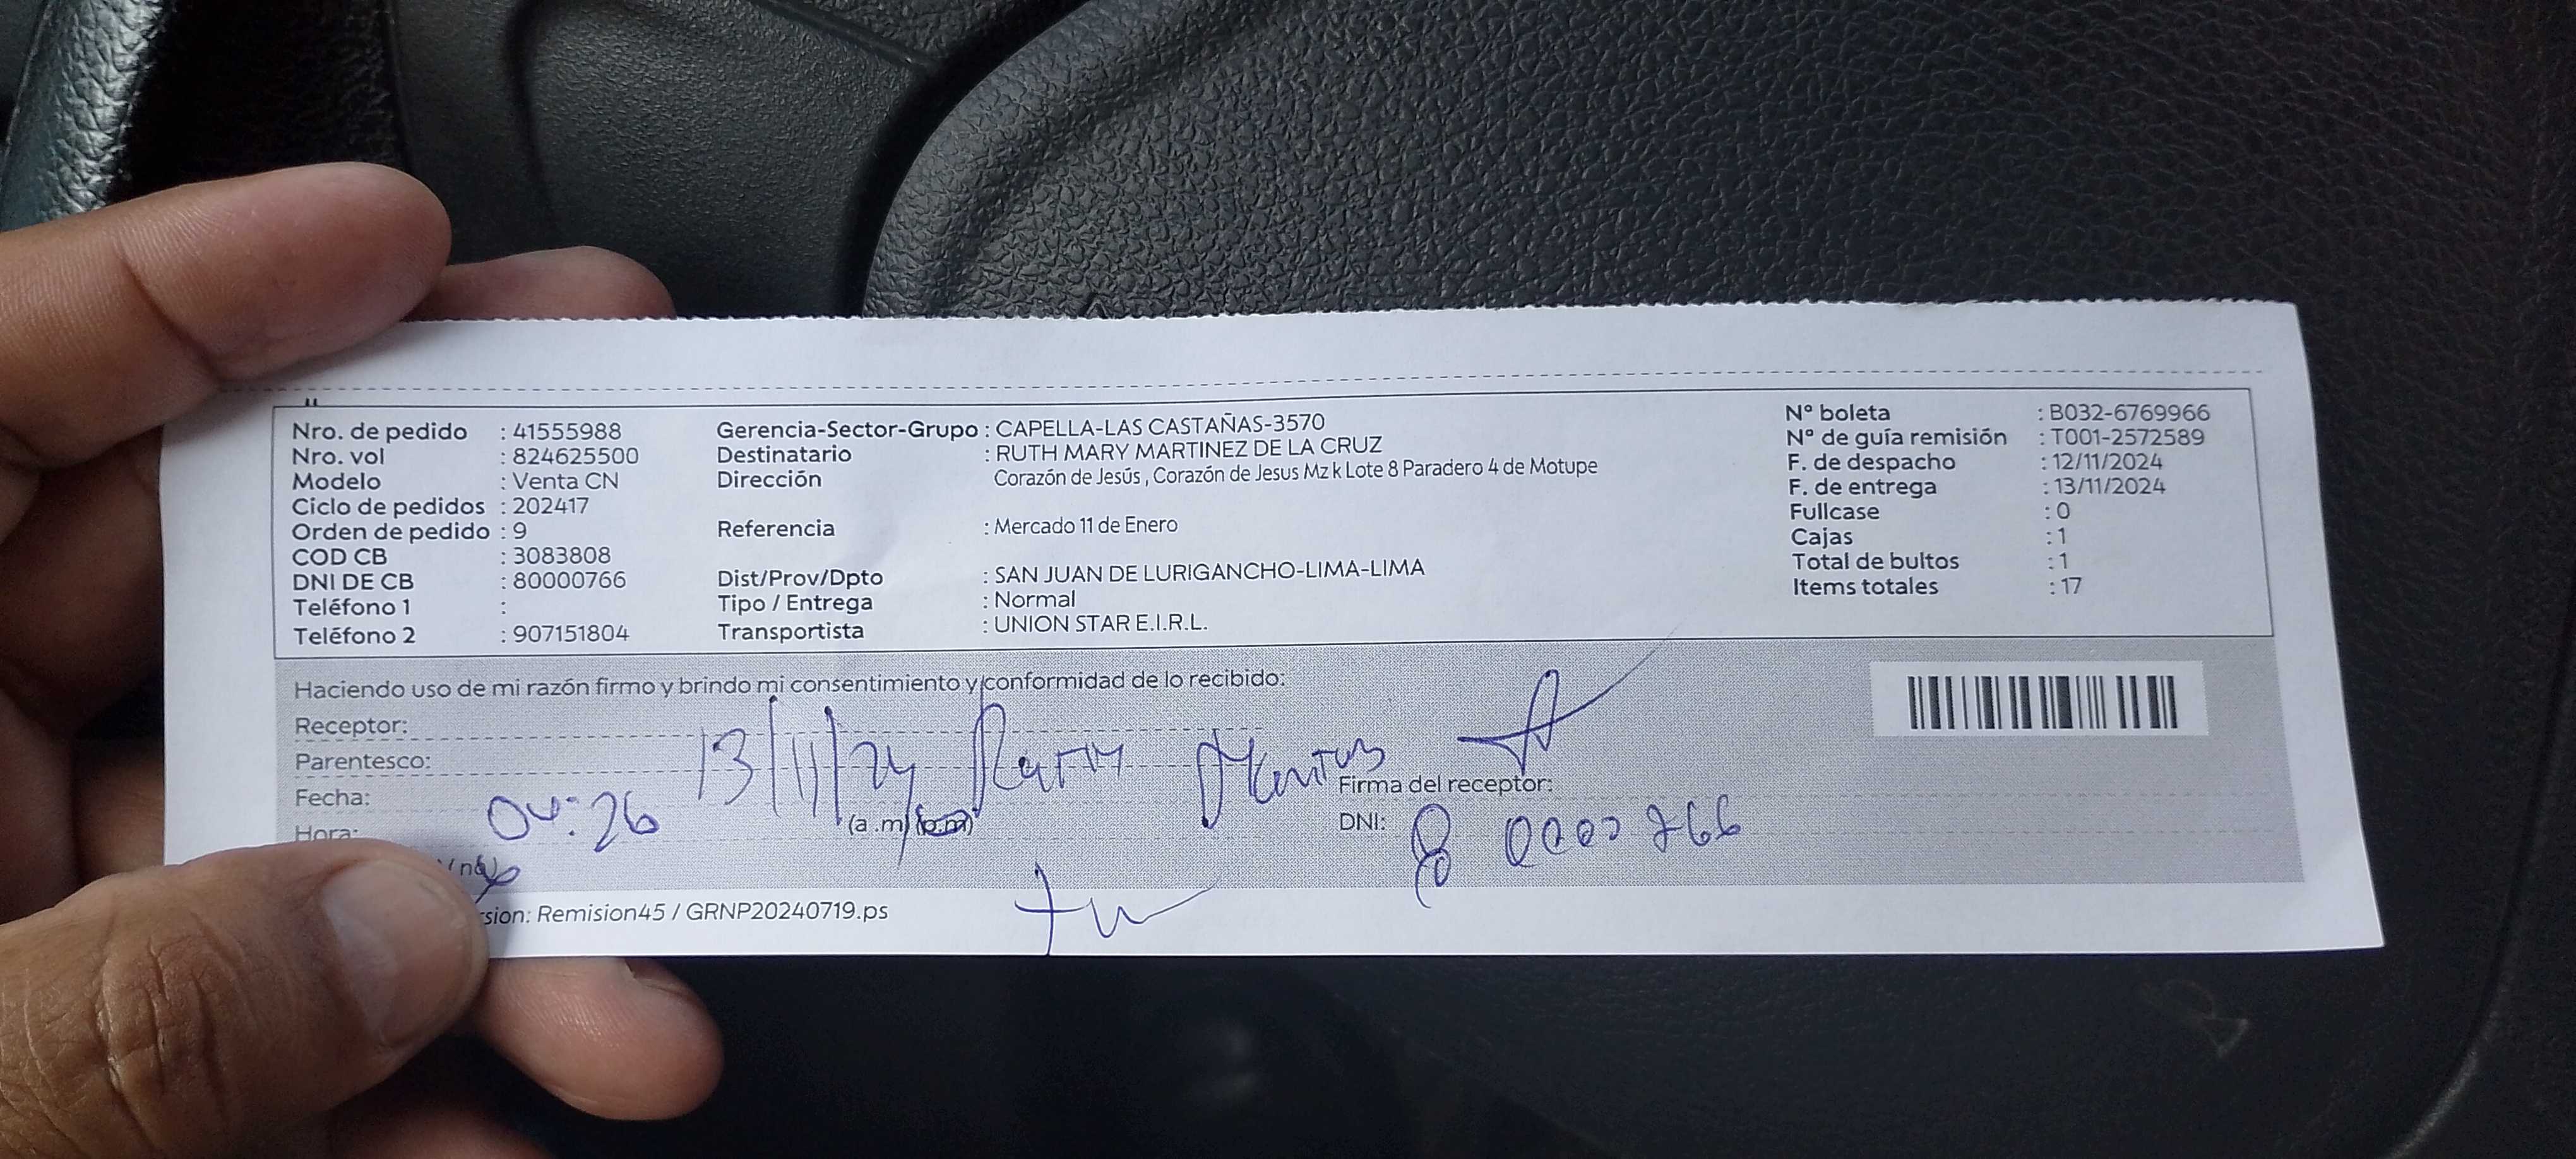 Nro. de pedido : 41555988
Nro. vol : 824625500
Modelo : Venta CN
Ciclo de pedidos : 202417
Orden de pedido : 9
COD CB : 3083808
DNI DE CB : 80000766
Teléfono 1 :
Teléfono 2 : 907151804
Gerencia-Sector-Grupo : CAPELLA-LAS CASTAÑAS-3570
Destinatario : RUTH MARY MARTINEZ DE LA CRUZ
Dirección Corazón de Jesús , Corazón de Jesus Mz k Lote 8 Paradero 4 de Motupe
Referencia : Mercado 11 de Enero
Dist/Prov/Dpto : SAN JUAN DE LURIGANCHO-LIMA-LIMA
Tipo / Entrega : Normal
Transportista : UNION STAR E.I.R.L.
N° boleta : B032-6769966
N° de guía remisión : T001-2572589
F. de despacho : 12/11/2024
F. de entrega : 13/11/2024
Fullcase : 0
Cajas : 1
Total de bultos : 1
Items totales : 17
Haciendo uso de mi razón firmo y brindo mi consentimiento y conformidad de lo recibido:
Receptor:
Parentesco:
13/11/24
Fecha:
Firma del receptor:
Hora: 04:26 (a.m)/(p.m)
DNI: 80000766
sion: Remision45 / GRNP20240719.ps